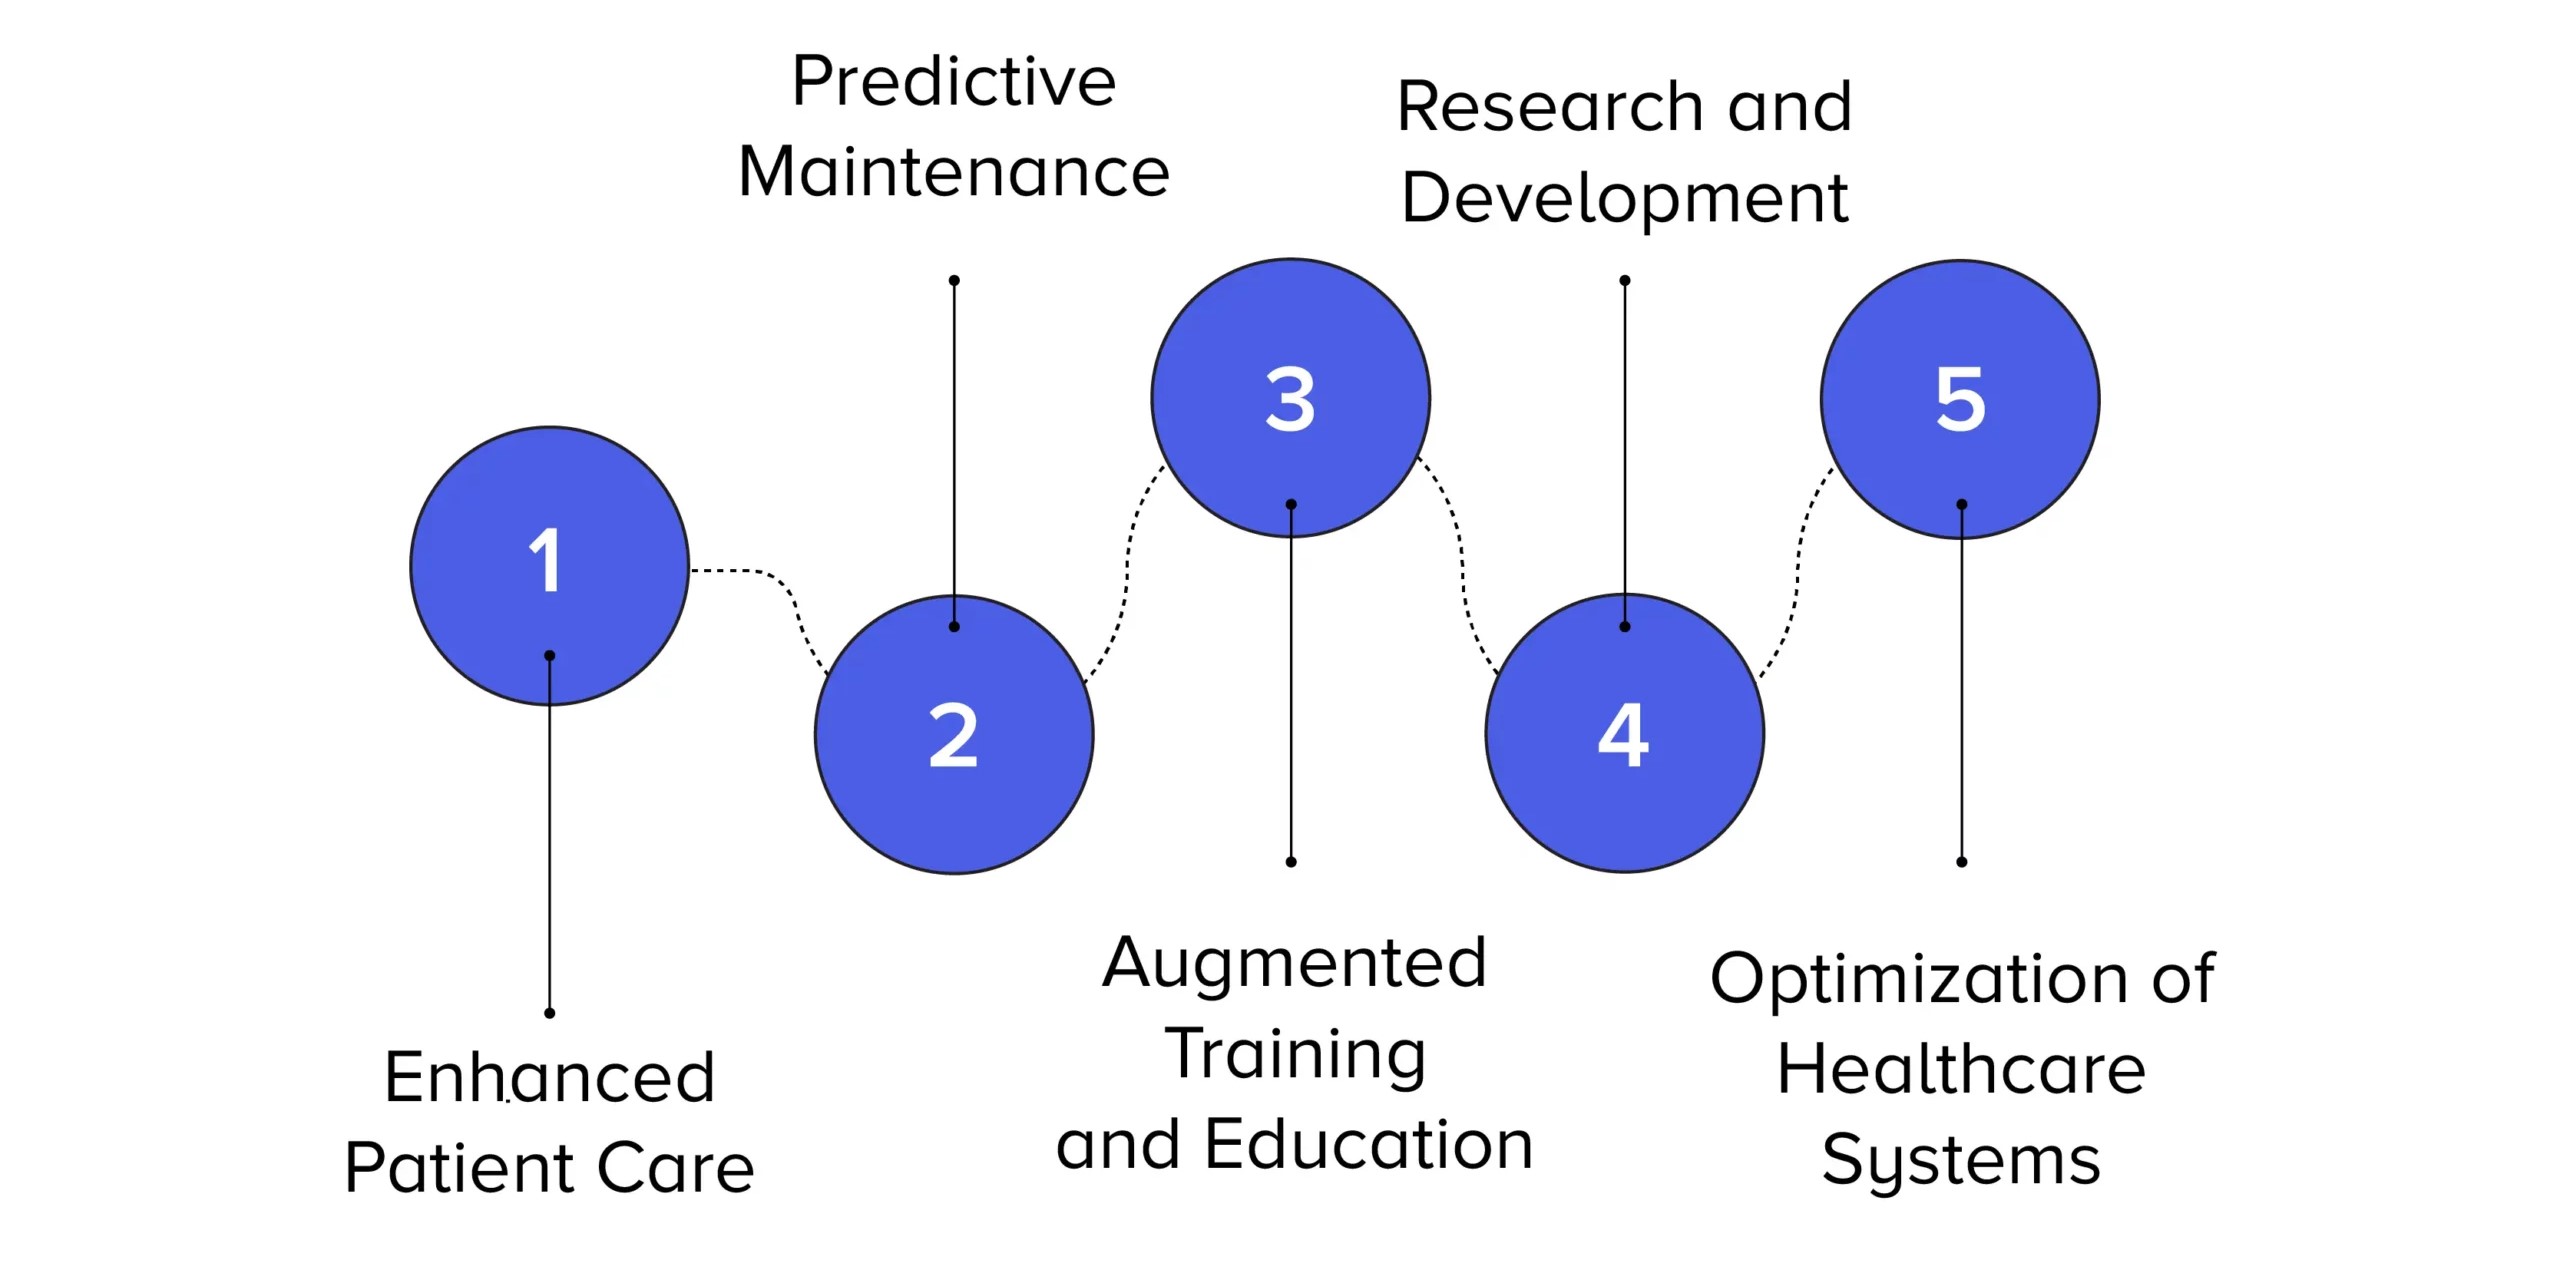 1
Enhanced
Patient Care
2
Predictive
Maintenance
3
Augmented
Training
and Education
4
Research and
Development
5
Optimization of
Healthcare
Systems